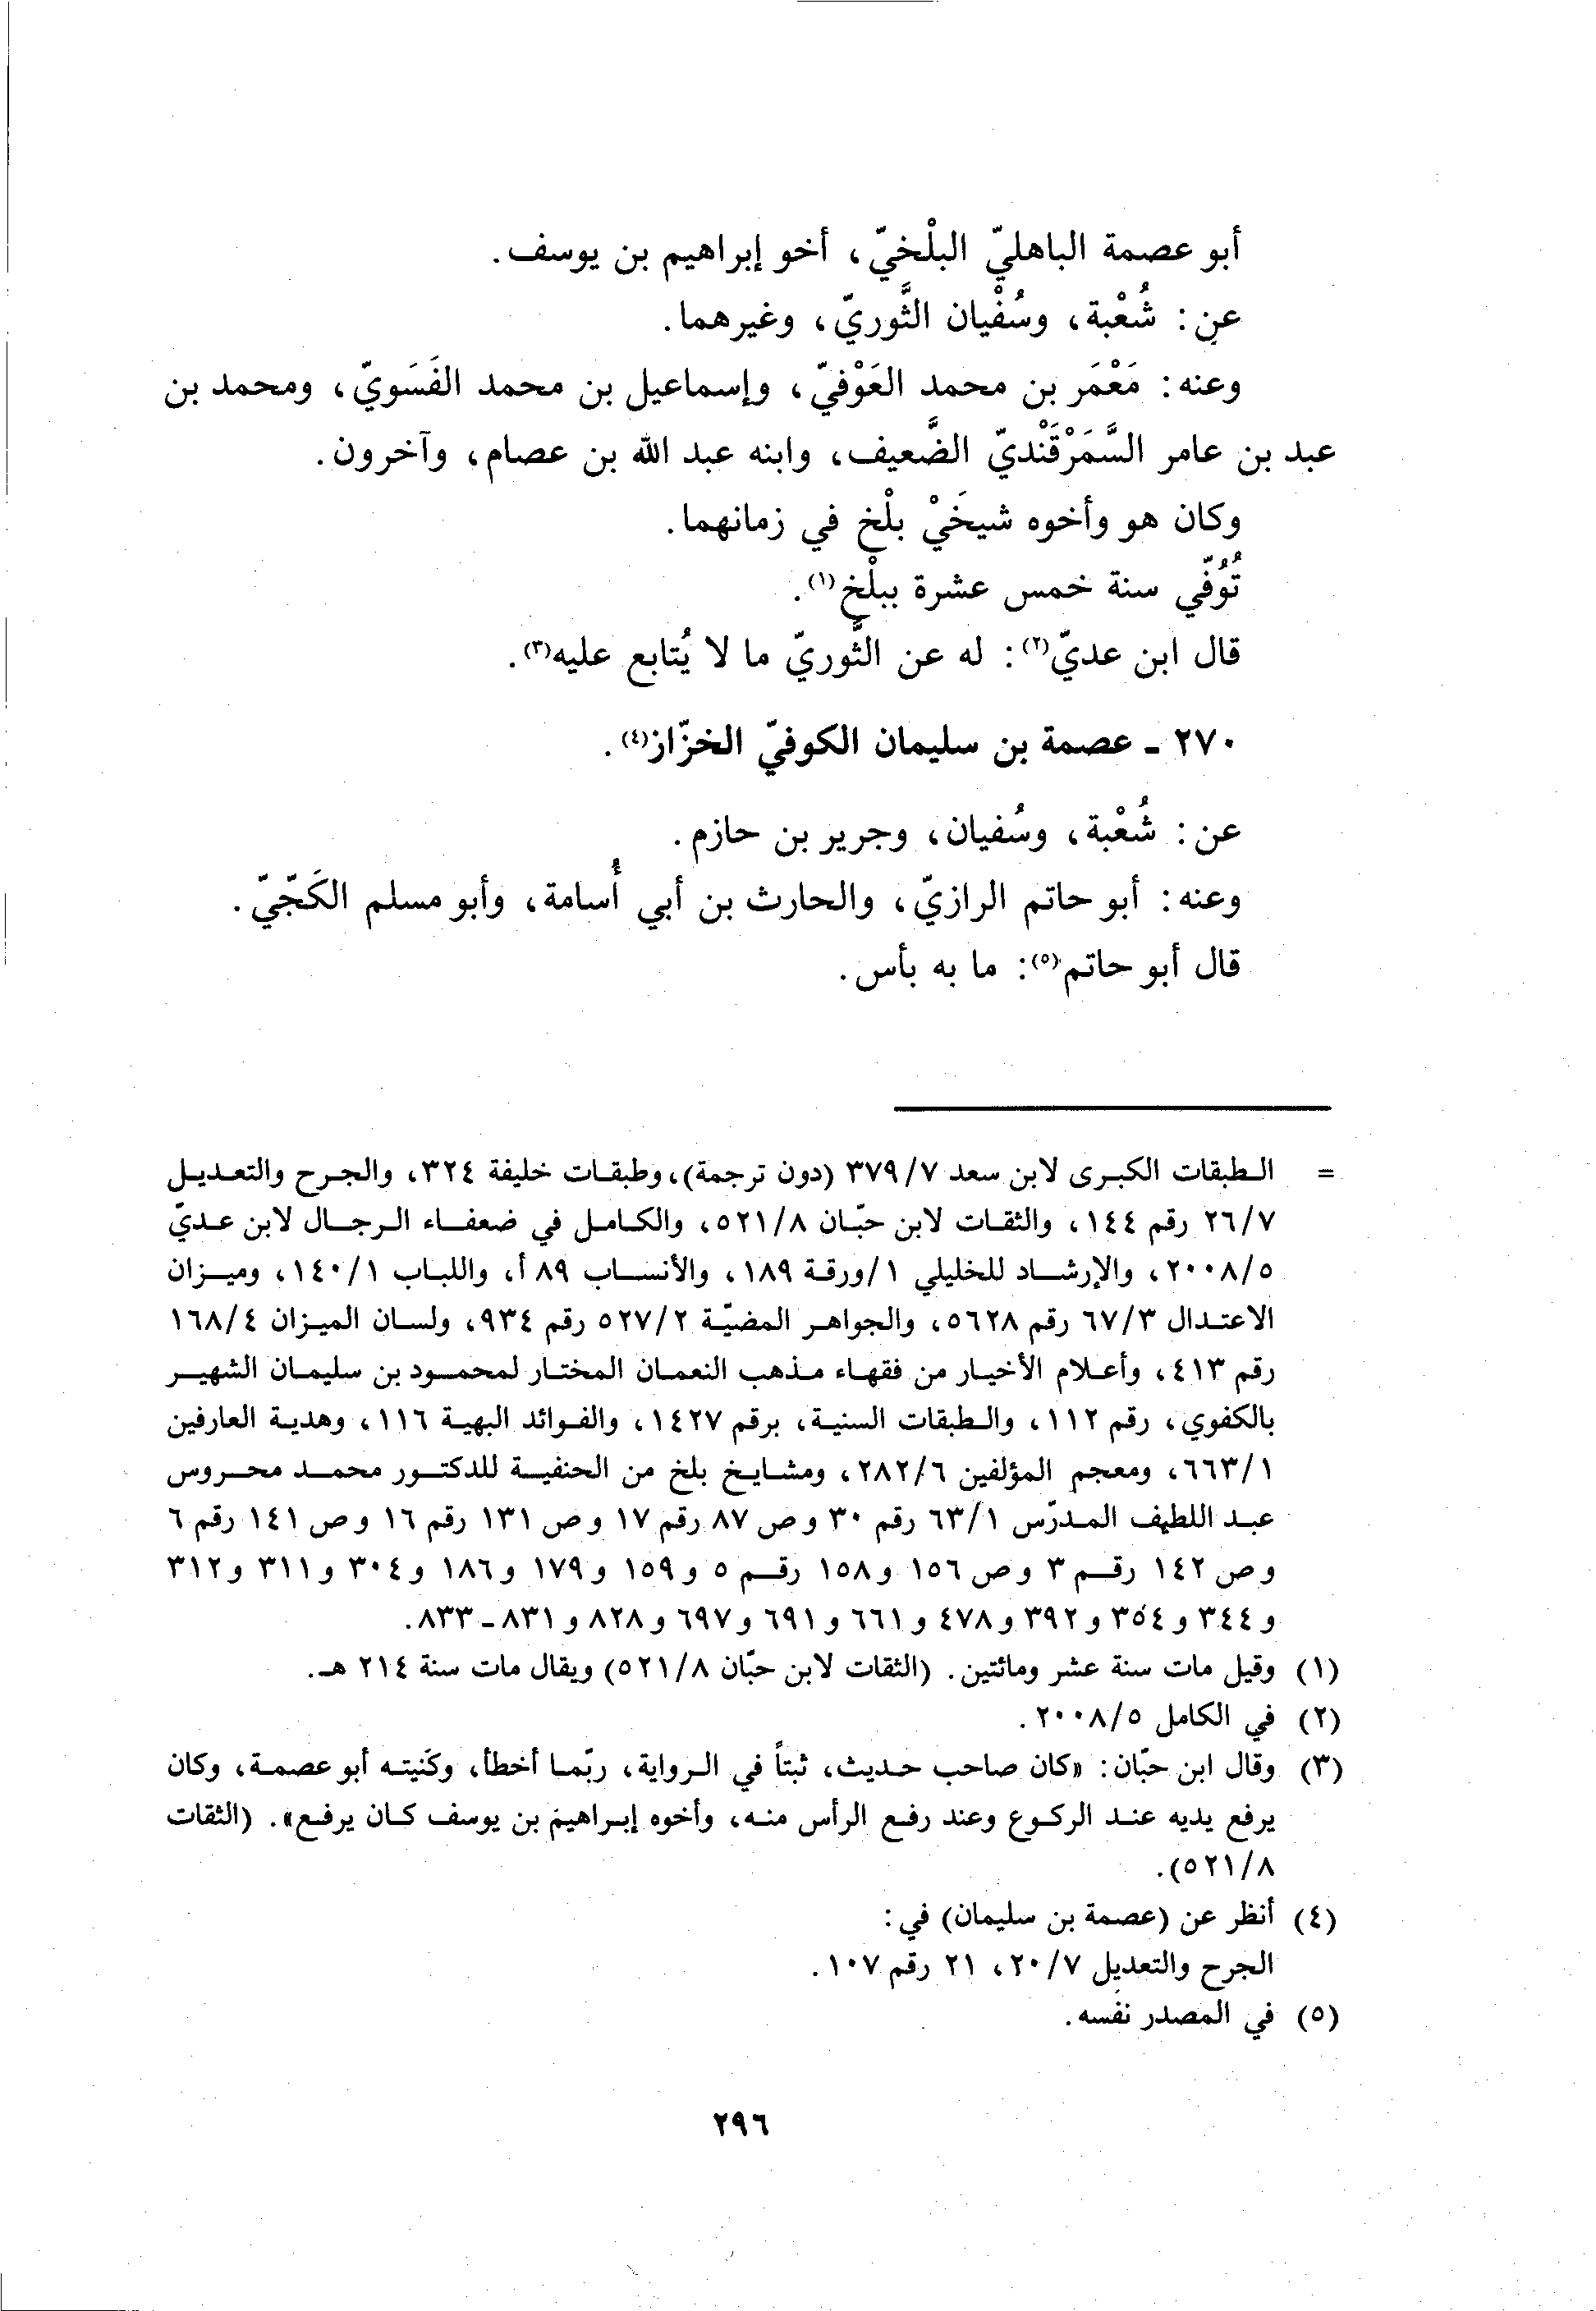 أبو عصمة الباهليّ البلْخيّ، أخو إبراهيم بن يوسف.
عن: شُعْبة، وسُفْيان الثَّوريّ، وغيرهما.
وعنه: مَعْمَر بن محمد العَوْفيّ، وإسماعيل بن محمد الفَسَويّ، ومحمد بن
عبد بن عامر السَّمَرْقَنْديّ الضَّعيف، وابنه عبد الله بن عصام، وآخرون.
وكان هو وأخوه شيخَيْ بلْخ في زمانهما.
تُوُفّي سنة خمس عشرة ببلْخ(١).
قال ابن عديّ(٢): له عن الثَّوريّ ما لا يُتابع عليه(٣).
٢٧٠ ـ عصمة بن سليمان الكوفيّ الخزّاز(٤).
عن: شُعْبة، وسُفيان، وجرير بن حازم.
وعنه: أبو حاتم الرازيّ، والحارث بن أبي أُسامة، وأبو مسلم الكَجّيّ.
قال أبو حاتم(٥): ما به بأس.
= الطبقات الكبرى لابن سعد ٣٧٩/٧ (دون ترجمة)، وطبقات خليفة ٣٢٤، والجرح والتعديل
٢٦/٧ رقم ١٤٤، والثقات لابن حبّان ٥٢١/٨، والكامل في ضعفاء الرجال لابن عديّ
٢٠٠٨/٥، والإرشاد للخليلي ١/ورقة ١٨٩، والأنساب ٨٩ أ، واللباب ١٤٠/١، وميزان
الاعتدال ٦٧/٣ رقم ٥٦٢٨، والجواهر المضيّة ٥٢٧/٢ رقم ٩٣٤، ولسان الميزان ١٦٨/٤
رقم ٤١٣، وأعلام الأخيار من فقهاء مذهب النعمان المختار لمحمود بن سليمان الشهير
بالكفوي، رقم ١١٢، والطبقات السنية، برقم ١٤٢٧، والفوائد البهية ١١٦، وهدية العارفين
٦٦٣/١، ومعجم المؤلفين ٢٨٢/٦، ومشايخ بلخ من الحنفية للدكتور محمد محروس
عبد اللطيف المدرّس ٦٣/١ رقم ٣٠ وص ٨٧ رقم ١٧ وص ١٣١ رقم ١٦ وص ١٤١ رقم ٦
وص ١٤٢ رقم ٣ وص ١٥٦ و١٥٨ رقم ٥ و١٥٩ و١٧٩ و١٨٦ و٣٠٤ و٣١١ و٣١٢
و٣٤٤ و٣٥٤ و٣٩٢ و٤٧٨ و٦٦١ و٦٩١ و٦٩٧ و٨٢٨ و٨٣١ ـ ٨٣٣.
(١) وقيل مات سنة عشر ومائتين. (الثقات لابن حبّان ٥٢١/٨) ويقال مات سنة ٢١٤ هـ.
(٢) في الكامل ٢٠٠٨/٥.
(٣) وقال ابن حبّان: «كان صاحب حديث، ثبتاً في الرواية، ربّما أخطأ، وكنيته أبو عصمة، وكان
يرفع يديه عند الركوع وعند رفع الرأس منه، وأخوه إبراهيم بن يوسف كان يرفع». (الثقات
٥٢١/٨).
(٤) أنظر عن (عصمة بن سليمان) في:
الجرح والتعديل ٢٠/٧، ٢١ رقم ١٠٧.
(٥) في المصدر نفسه.
٢٩٦